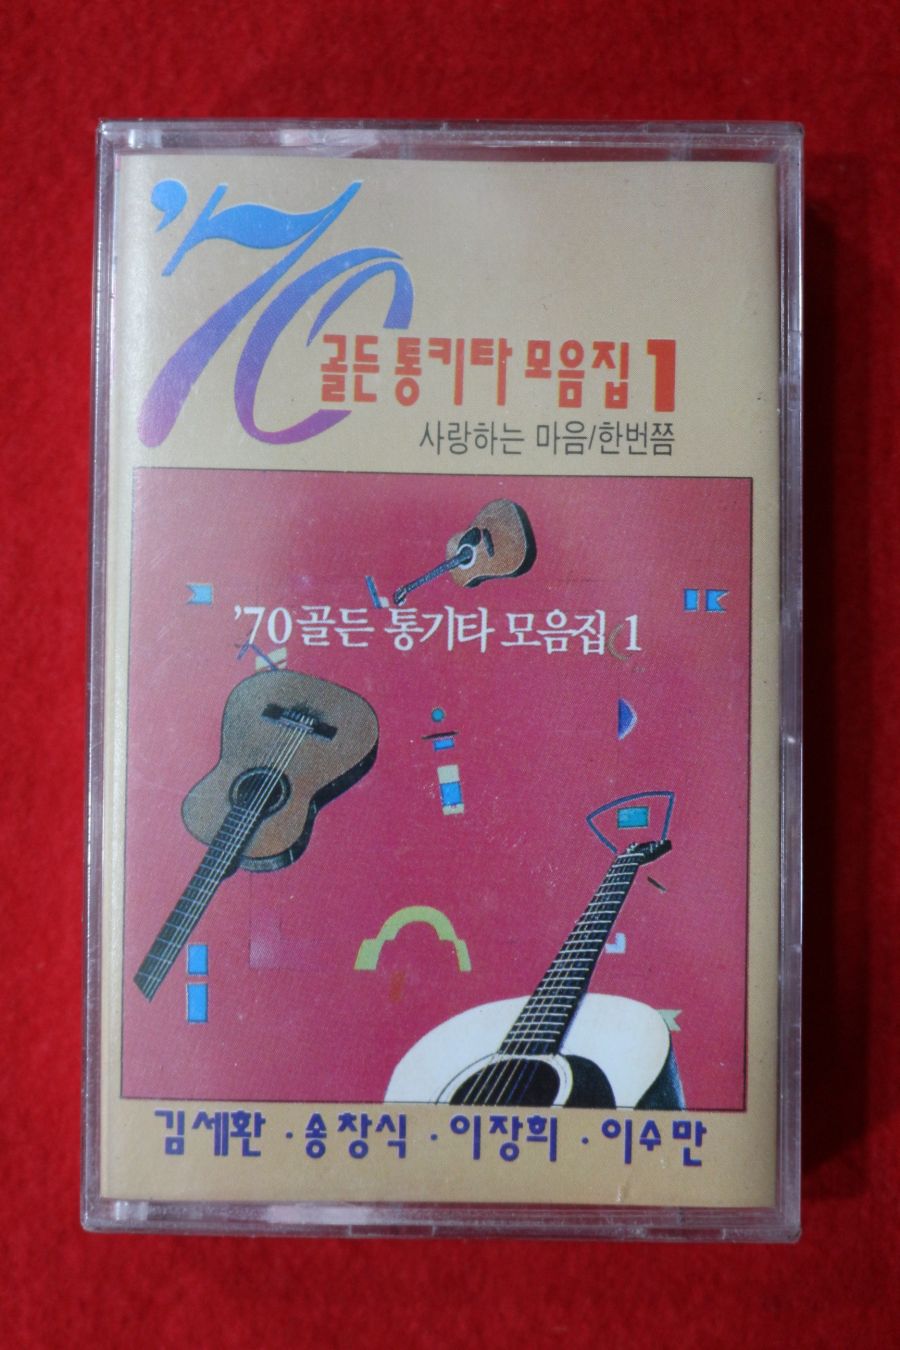 '70
골든 통키타 모음집 1
사랑하는 마음/한번쯤
'70 골든 통기타 모음집 1
김세환 · 송창식 · 이장희 · 이수만